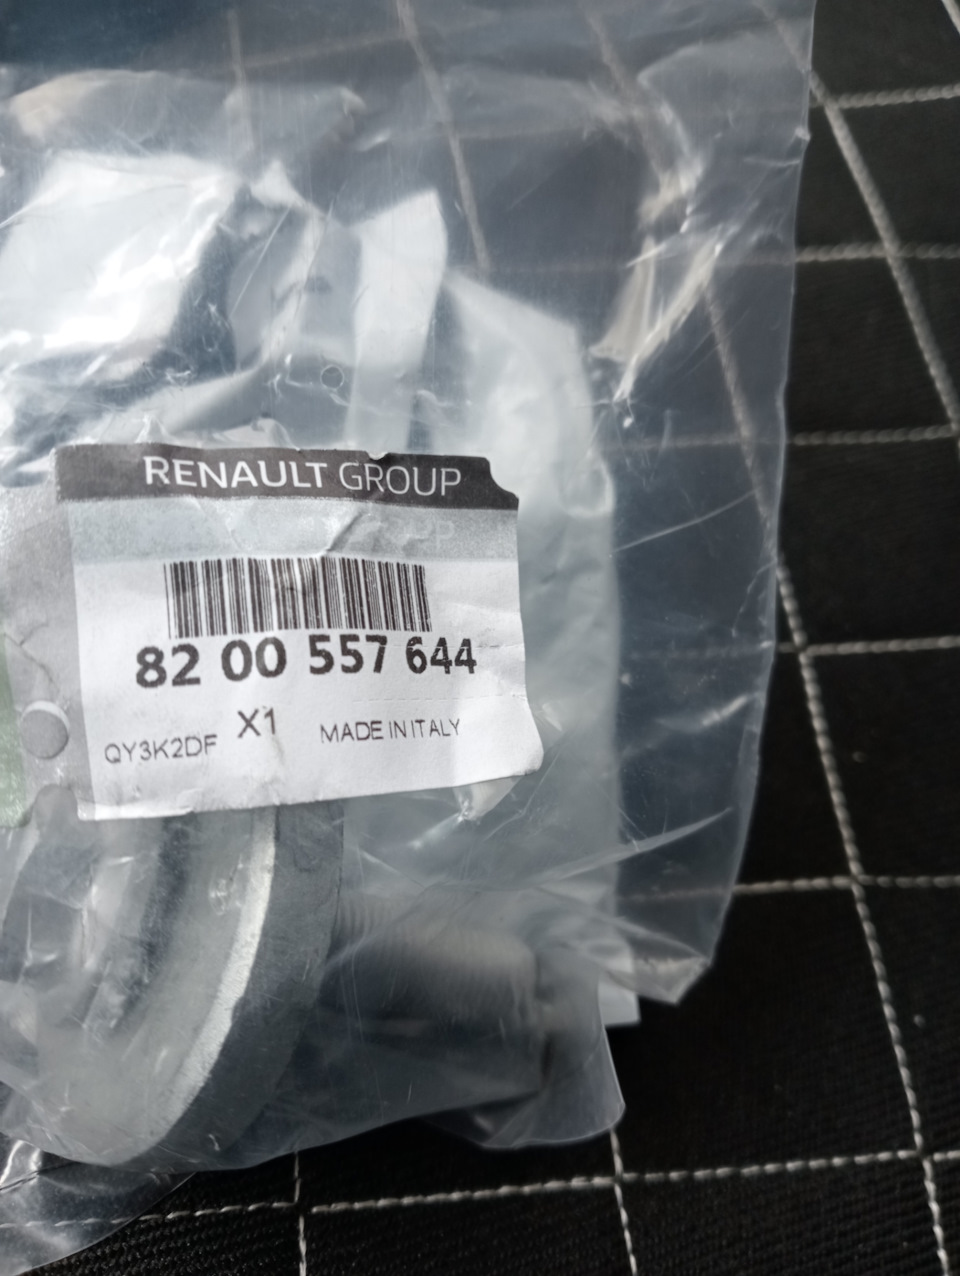 RENAULT GROUP
82 00 557 644
X1
QY3K2DF MADE IN ITALY